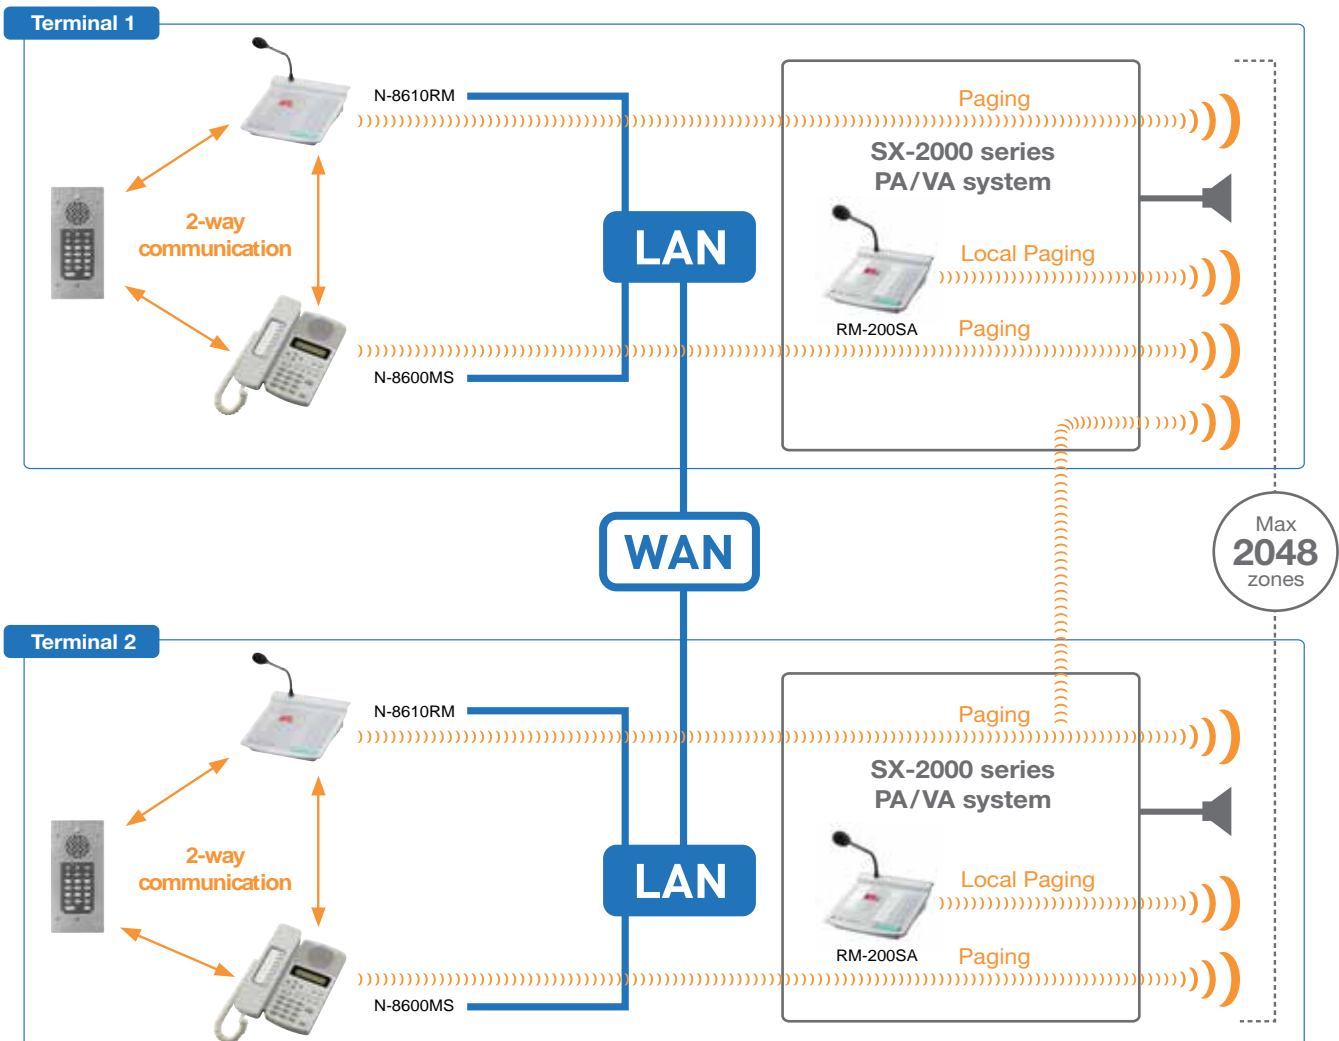 Terminal 1
N-8610RM
Paging
SX-2000 series
PA/VA system
2-way
communication
LAN
Local Paging
RM-200SA
Paging
N-8600MS
WAN
Max
2048
zones
Terminal 2
N-8610RM
Paging
SX-2000 series
PA/VA system
2-way
communication
LAN
Local Paging
RM-200SA
Paging
N-8600MS